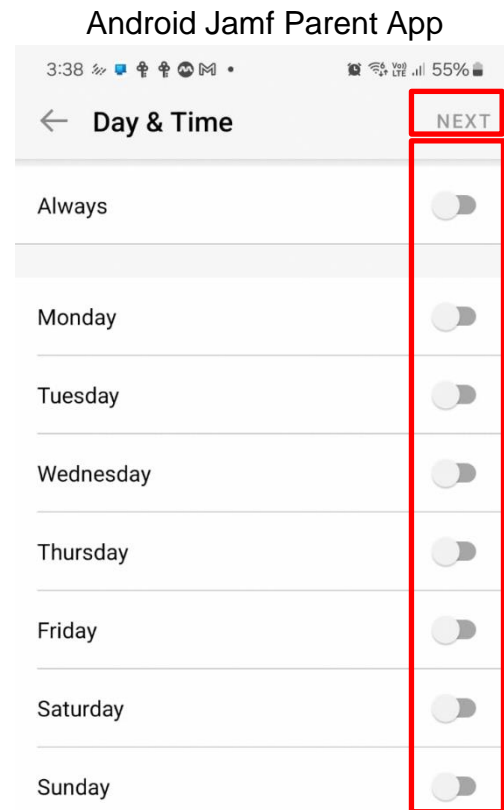 Android Jamf Parent App
3:38 55%
Day & Time NEXT
Always
Monday
Tuesday
Wednesday
Thursday
Friday
Saturday
Sunday